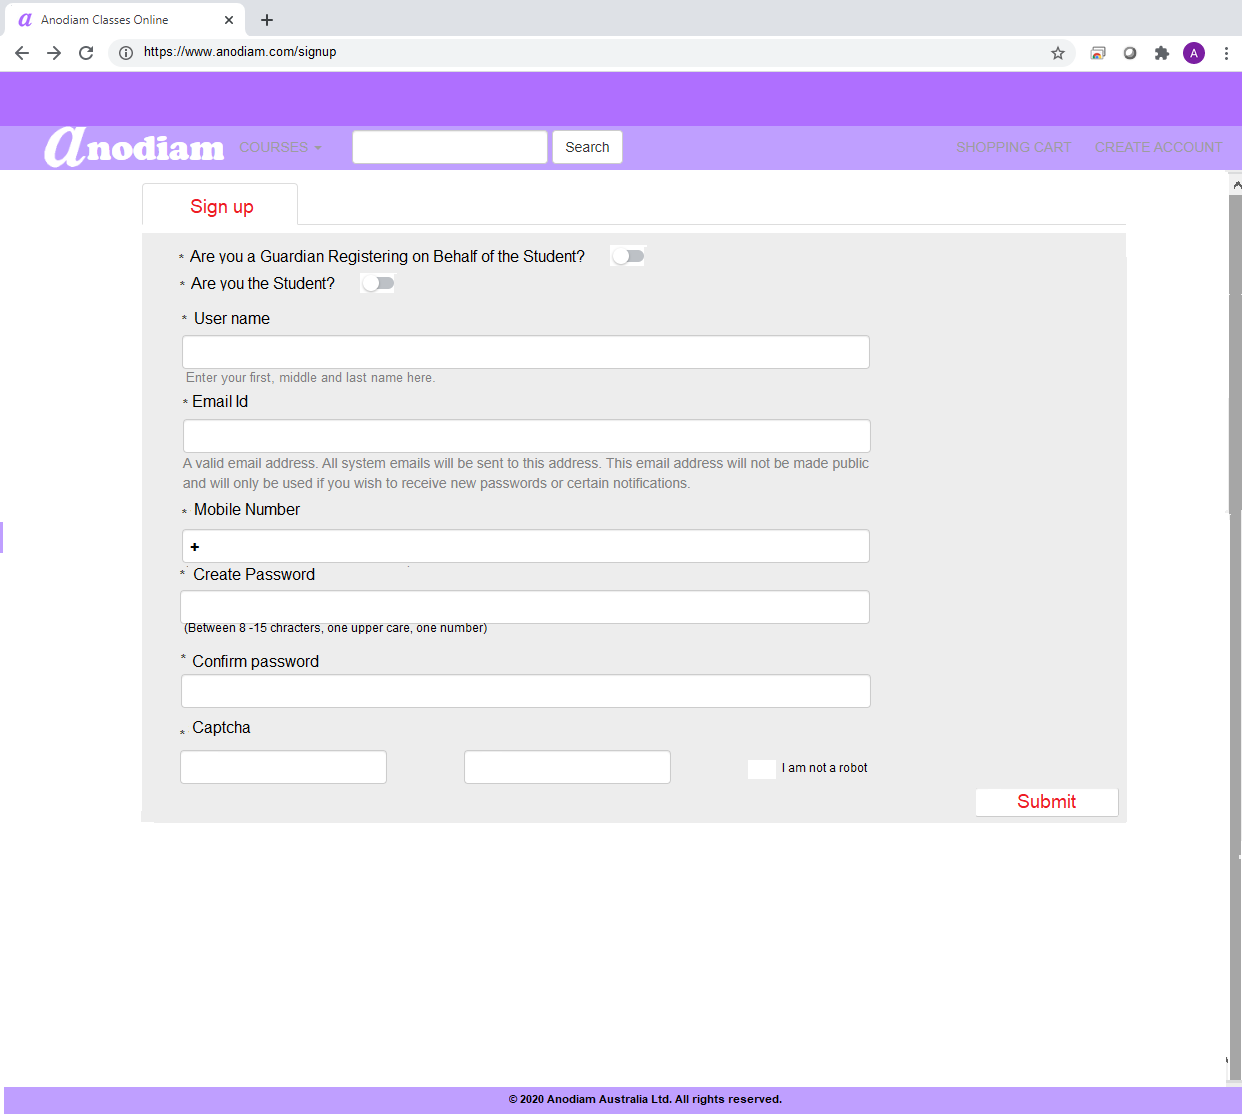 a Anodiam Classes Online
https://www.anodiam.com/signup
A
anodiam COURSES Search SHOPPING CART CREATE ACCOUNT
Sign up
* Are you a Guardian Registering on Behalf of the Student?
* Are you the Student?
* User name
Enter your first, middle and last name here.
* Email Id
A valid email address. All system emails will be sent to this address. This email address will not be made public
and will only be used if you wish to receive new passwords or certain notifications.
* Mobile Number
+
* Create Password
(Between 8 -15 chracters, one upper care, one number)
* Confirm password
* Captcha
I am not a robot
Submit
© 2020 Anodiam Australia Ltd. All rights reserved.